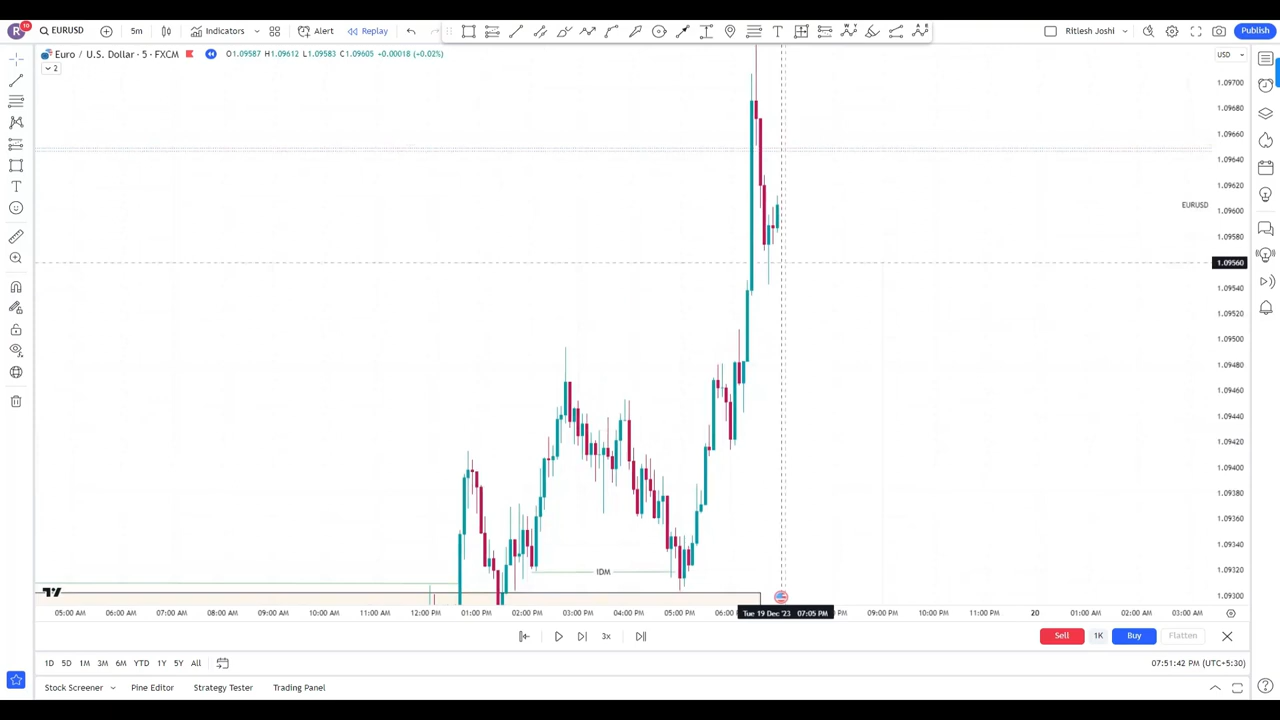 R 10 EURUSD 5m Indicators Alert Replay Ritlesh Joshi Publish
Euro / U.S. Dollar · 5 · FXCM O1.09587 H1.09612 L1.09583 C1.09605 +0.00018 (+0.02%) USD
2
1.09700
1.09680
1.09660
1.09640
1.09620
EURUSD
1.09600
1.09580
1.09560
1.09540
1.09520
1.09500
1.09480
1.09460
1.09440
1.09420
1.09400
1.09380
1.09360
1.09340
IDM
1.09320
1.09300
05:00 AM 06:00 AM 07:00 AM 08:00 AM 09:00 AM 10:00 AM 11:00 AM 12:00 PM 01:00 PM 02:00 PM 03:00 PM 04:00 PM 05:00 PM 06:0 Tue 19 Dec '23 07:05 PM PM 09:00 PM 10:00 PM 11:00 PM 20 01:00 AM 02:00 AM 03:00 AM
3x Sell 1K Buy Flatten
1D 5D 1M 3M 6M YTD 1Y 5Y All 07:51:42 PM (UTC+5:30)
Stock Screener Pine Editor Strategy Tester Trading Panel